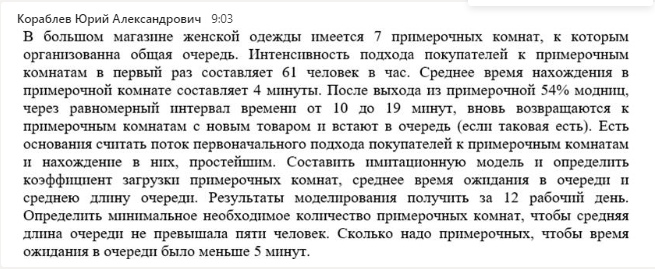 Кораблев Юрий Александрович 9:03
В большом магазине женской одежды имеется 7 примерочных комнат, к которым
организованна общая очередь. Интенсивность подхода покупателей к примерочным
комнатам в первый раз составляет 61 человек в час. Среднее время нахождения в
примерочной комнате составляет 4 минуты. После выхода из примерочной 54% модниц,
через равномерный интервал времени от 10 до 19 минут, вновь возвращаются к
примерочным комнатам с новым товаром и встают в очередь (если таковая есть). Есть
основания считать поток первоначального подхода покупателей к примерочным комнатам
и нахождение в них, простейшим. Составить имитационную модель и определить
коэффициент загрузки примерочных комнат, среднее время ожидания в очереди и
среднею длину очереди. Результаты моделирования получить за 12 рабочий день.
Определить минимальное необходимое количество примерочных комнат, чтобы средняя
длина очереди не превышала пяти человек. Сколько надо примерочных, чтобы время
ожидания в очереди было меньше 5 минут.